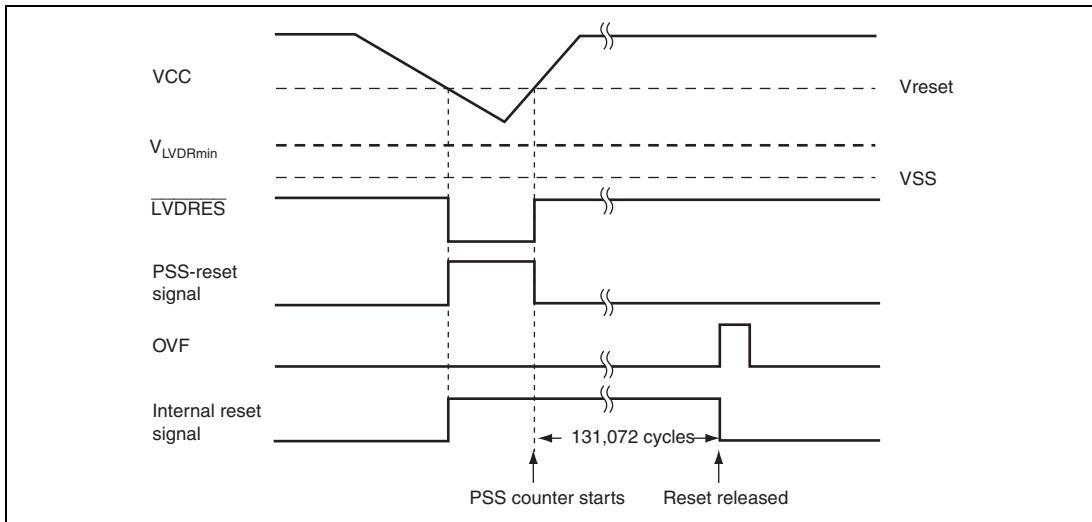 VCC
Vreset
VLVDRmin
VSS
LVDRES
PSS-reset
signal
OVF
Internal reset
signal
131,072 cycles
PSS counter starts
Reset released